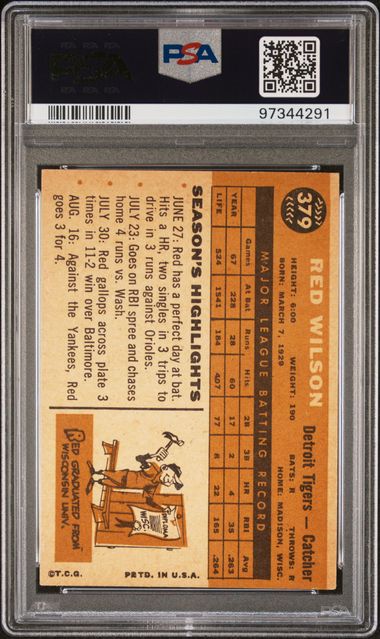 PSA
PSA
97344291
379
RED WILSON
Detroit Tigers — Catcher
HEIGHT: 6:00 WEIGHT: 190 BATS: R THROWS: R
BORN: MARCH 7, 1929 HOME: MADISON, WISC.
MAJOR LEAGUE BATTING RECORD
Games At Bat Runs Hits 2B 3B HR RBI Avg
YEAR 67 228 28 60 17 2 4 35 .263
LIFE 524 1541 184 407 77 8 22 165 .264
SEASON'S HIGHLIGHTS
JUNE 27: Red has a perfect day at bat.
Hits a HR, two singles in 3 trips to
drive in 3 runs against Orioles.
JULY 23: Goes on RBI spree and chases
home 4 runs vs. Wash.
JULY 30: Red gallops across plate 3
times in 11-2 win over Baltimore.
AUG. 16: Against the Yankees, Red
goes 3 for 4.
DIPLOMA
WISC.
RED GRADUATED FROM
WISCONSIN UNIV.
©T.C.G. PRTD. IN U.S.A.